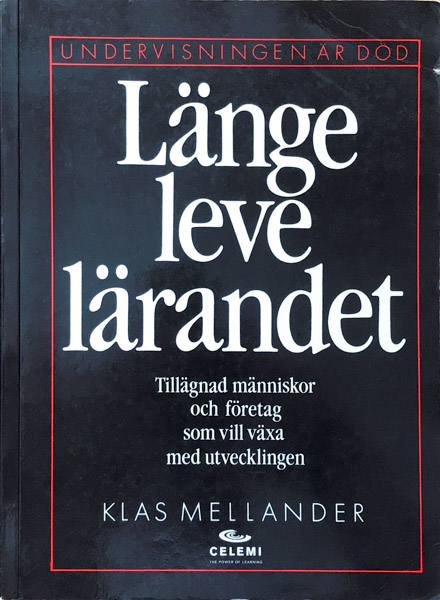 UNDERVISNINGEN ÄR DÖD
Länge
leve
lärandet
Tillägnad människor
och företag
som vill växa
med utvecklingen
KLAS MELLANDER
CELEMI
THE POWER OF LEARNING